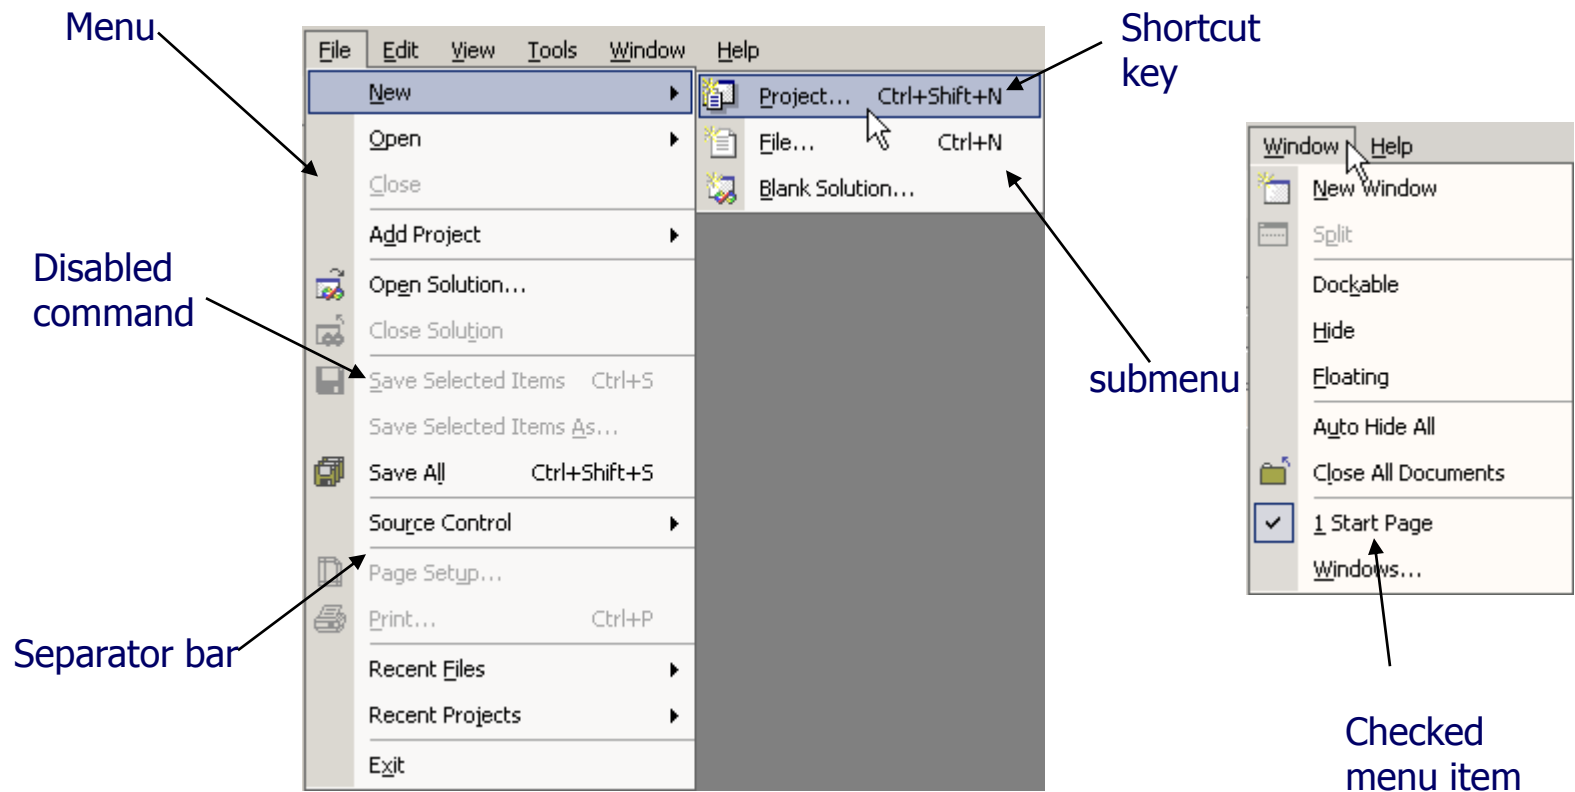 Menu
Shortcut
key
File Edit View Tools Window Help
New
Project... Ctrl+Shift+N
Open
File... Ctrl+N
Close
Blank Solution...
Add Project
Open Solution...
Close Solution
Save Selected Items Ctrl+S
Save Selected Items As...
Save All Ctrl+Shift+S
Source Control
Page Setup...
Print... Ctrl+P
Recent Files
Recent Projects
Exit
Disabled
command
Separator bar
submenu
Window Help
New Window
Split
Dockable
Hide
Floating
Auto Hide All
Close All Documents
1 Start Page
Windows...
Checked
menu item